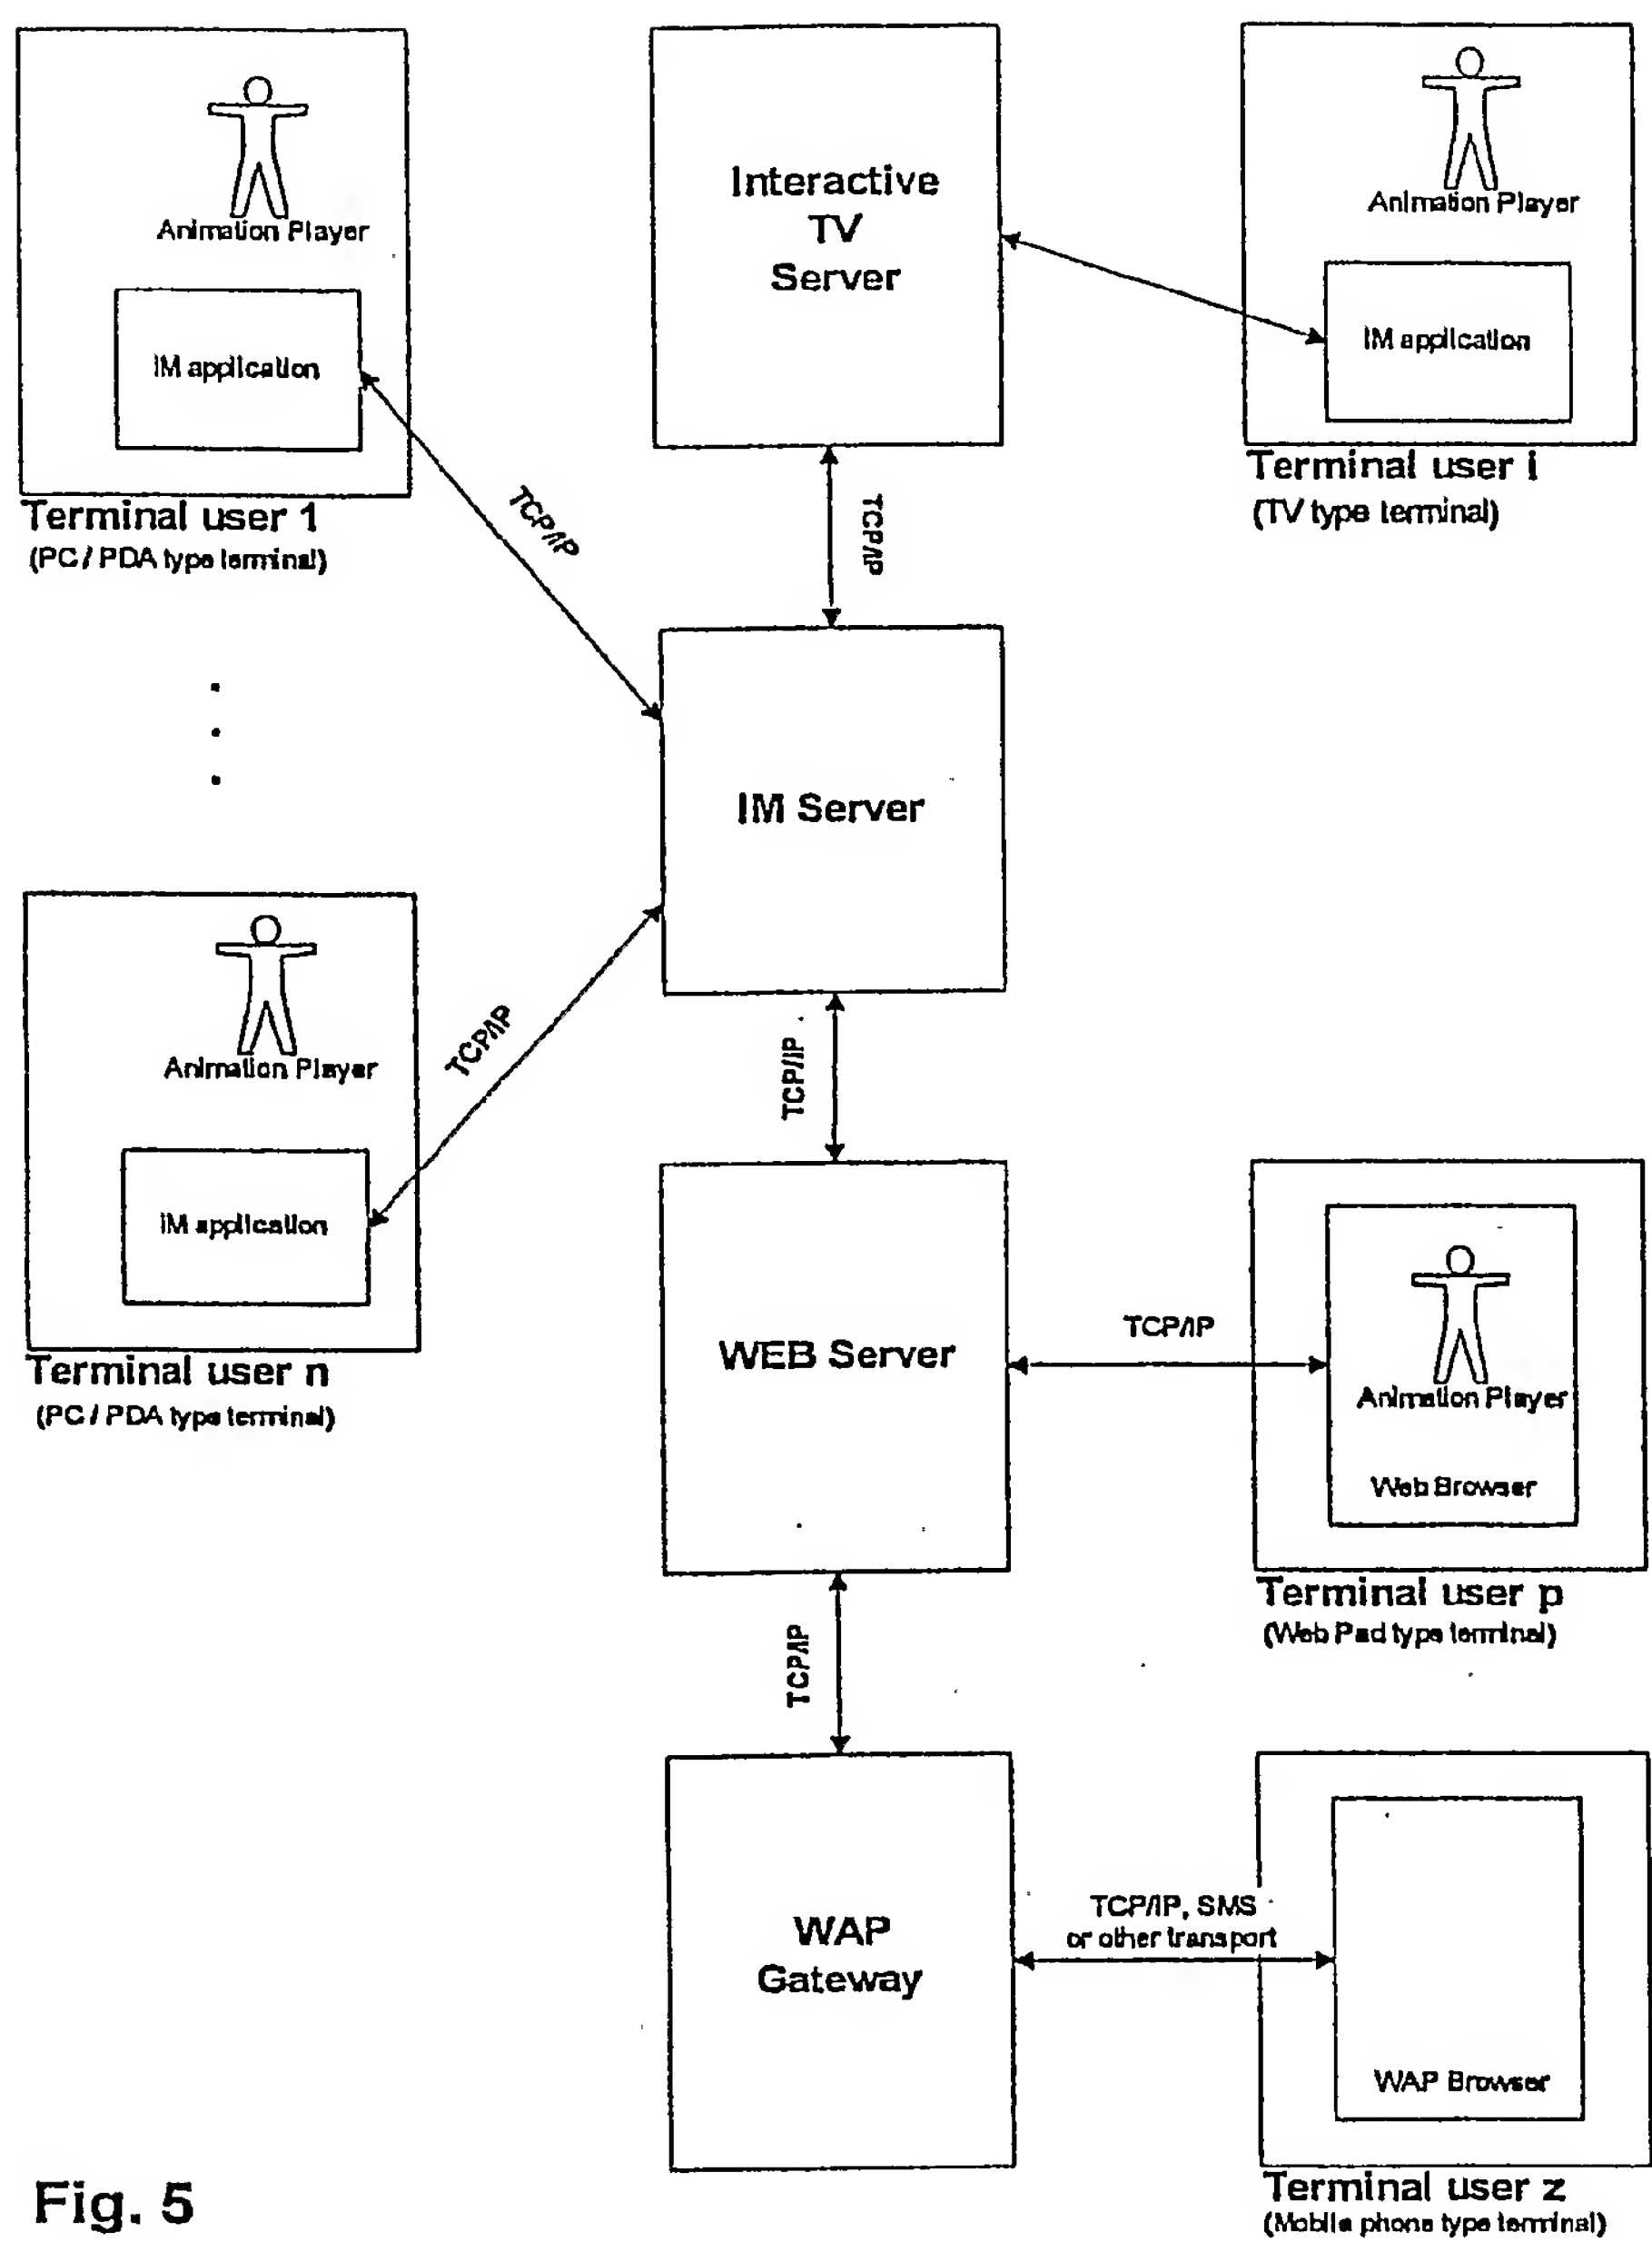 Animation Player
IM application
Terminal user 1
(PC / PDA type terminal)
Interactive
TV
Server
Animation Player
IM application
Terminal user i
(TV type terminal)
TCP/IP
TCP/IP
IM Server
Animation Player
IM application
Terminal user n
(PC / PDA type terminal)
TCP/IP
TCP/IP
WEB Server
TCP/IP
Animation Player
Web Browser
Terminal user p
(Web Pad type terminal)
TCP/IP
WAP
Gateway
TCP/IP, SMS
or other transport
WAP Browser
Terminal user z
(Mobile phone type terminal)
Fig. 5